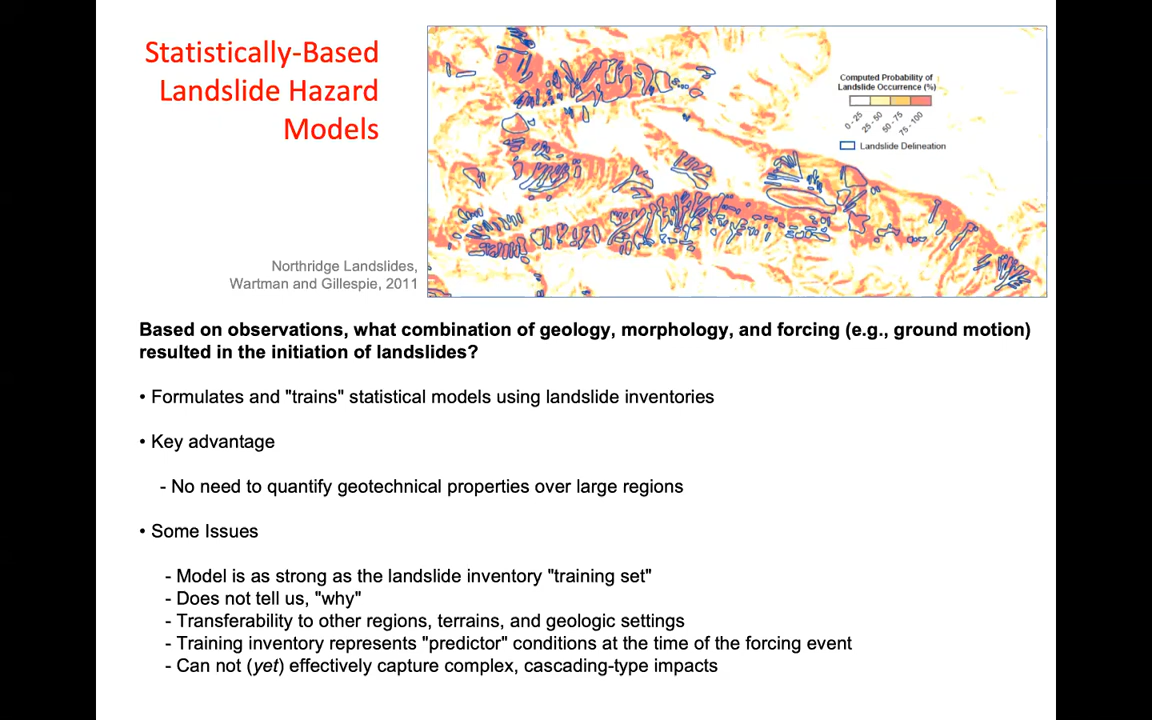 Statistically-Based
Landslide Hazard
Models
Computed Probability of
Landslide Occurrence (%)
0 - 25
25 - 50
50 - 75
75 - 100
Landslide Delineation
Northridge Landslides,
Wartman and Gillespie, 2011
Based on observations, what combination of geology, morphology, and forcing (e.g., ground motion)
resulted in the initiation of landslides?
• Formulates and "trains" statistical models using landslide inventories
• Key advantage
- No need to quantify geotechnical properties over large regions
• Some Issues
- Model is as strong as the landslide inventory "training set"
- Does not tell us, "why"
- Transferability to other regions, terrains, and geologic settings
- Training inventory represents "predictor" conditions at the time of the forcing event
- Can not (yet) effectively capture complex, cascading-type impacts